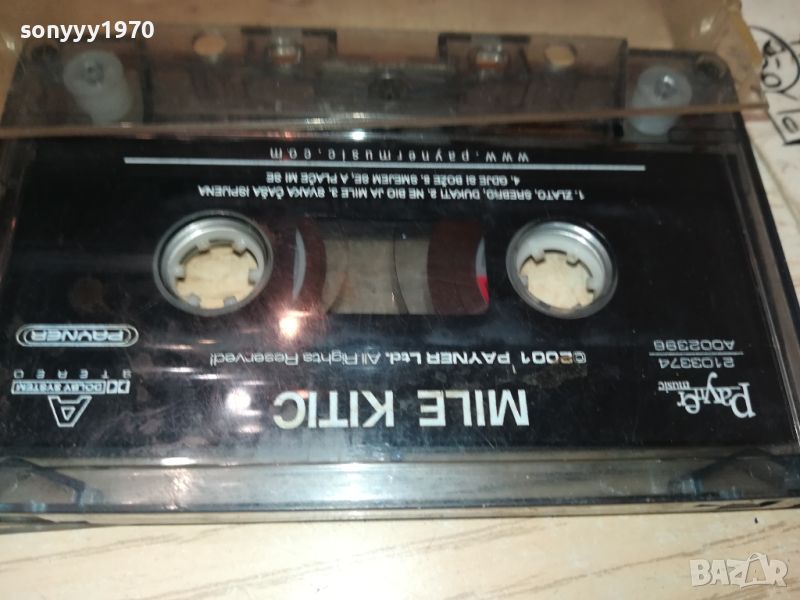 sonyyy1970
Payner
music
2103374
A002396
MILE KITIC
A
DOLBY SYSTEM
STEREO
©2001 PAYNER Ltd. All Rights Reserved!
PAYNER
1. ZLATO, SREBRO, DUKATI 2. NE BIO JA MILE 3. SVAKA ČAŠA ISPIJENA
4. GDJE SI BOŽE 5. SMEJEM SE, A PLAČE MI SE
www.paynermusic.com
BAZAR